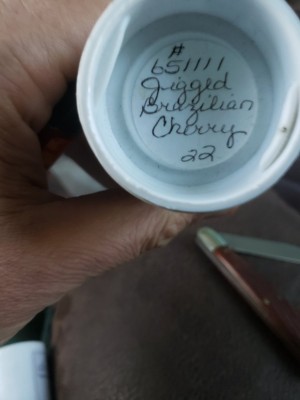 #
651111
Jigged
Brazilian
Cherry
22